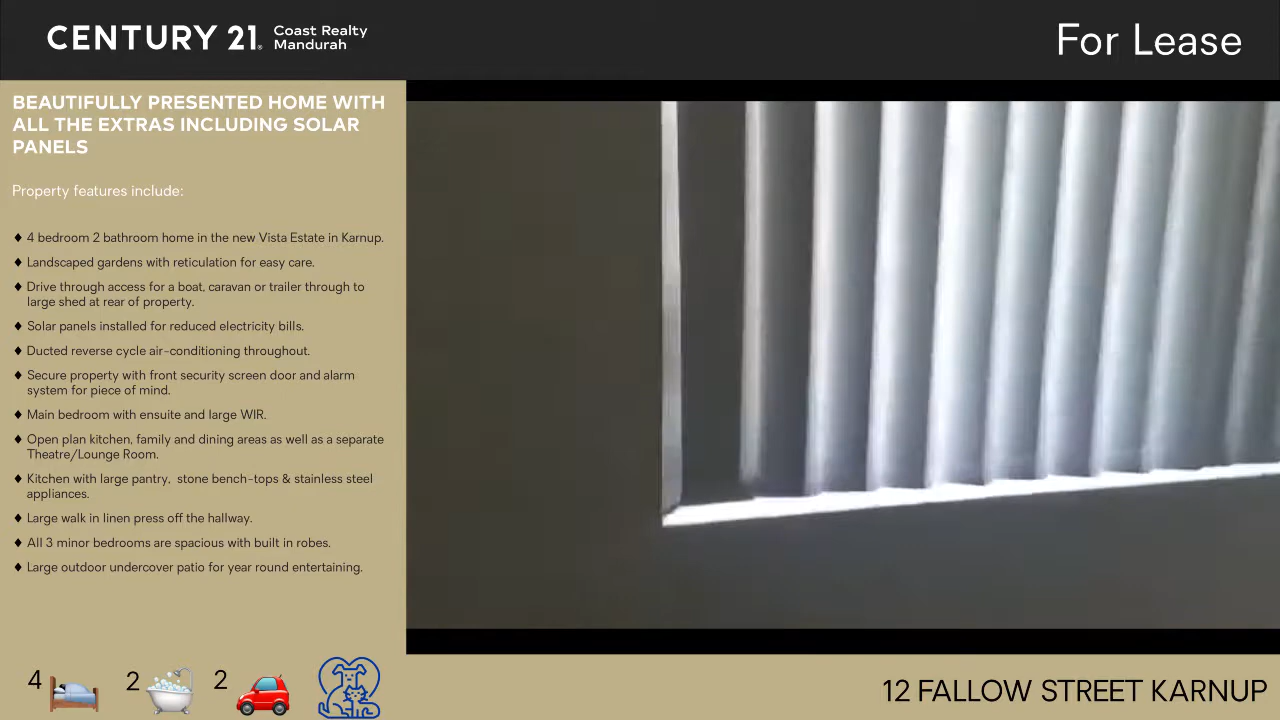 CENTURY 21® Coast Realty
Mandurah
For Lease
BEAUTIFULLY PRESENTED HOME WITH
ALL THE EXTRAS INCLUDING SOLAR
PANELS
Property features include:
♦ 4 bedroom 2 bathroom home in the new Vista Estate in Karnup.
♦ Landscaped gardens with reticulation for easy care.
♦ Drive through access for a boat, caravan or trailer through to
large shed at rear of property.
♦ Solar panels installed for reduced electricity bills.
♦ Ducted reverse cycle air-conditioning throughout.
♦ Secure property with front security screen door and alarm
system for piece of mind.
♦ Main bedroom with ensuite and large WIR.
♦ Open plan kitchen, family and dining areas as well as a separate
Theatre/Lounge Room.
♦ Kitchen with large pantry, stone bench-tops & stainless steel
appliances.
♦ Large walk in linen press off the hallway.
♦ All 3 minor bedrooms are spacious with built in robes.
♦ Large outdoor undercover patio for year round entertaining.
4 2 2
12 FALLOW STREET KARNUP